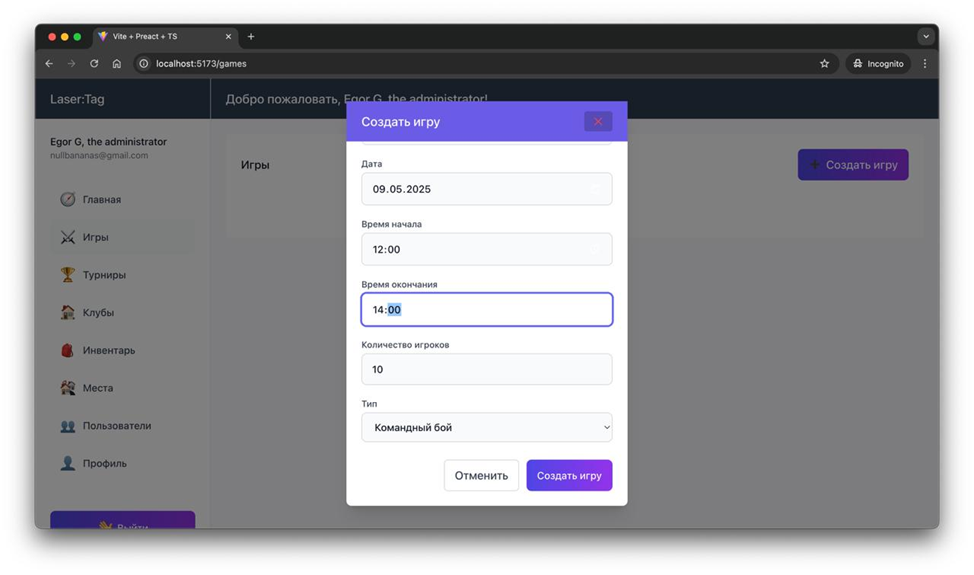 Vite + Preact + TS
localhost:5173/games
Incognito
Laser:Tag
Добро пожаловать, Egor G, the administrator!
Egor G, the administrator
nullbananas@gmail.com
Главная
Игры
Турниры
Клубы
Инвентарь
Места
Пользователи
Профиль
Выйти
Игры
Создать игру
Создать игру
Дата
09.05.2025
Время начала
12:00
Время окончания
14:00
Количество игроков
10
Тип
Командный бой
Отменить
Создать игру